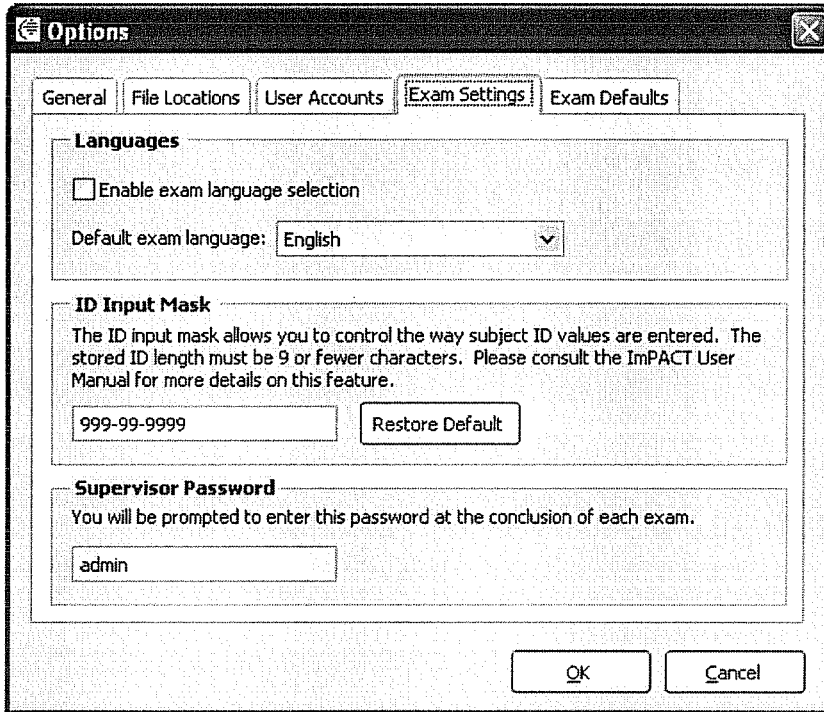 Options
General File Locations User Accounts Exam Settings Exam Defaults
Languages
Enable exam language selection
Default exam language: English
ID Input Mask
The ID input mask allows you to control the way subject ID values are entered. The
stored ID length must be 9 or fewer characters. Please consult the ImPACT User
Manual for more details on this feature.
999-99-9999 Restore Default
Supervisor Password
You will be prompted to enter this password at the conclusion of each exam.
admin
OK Cancel